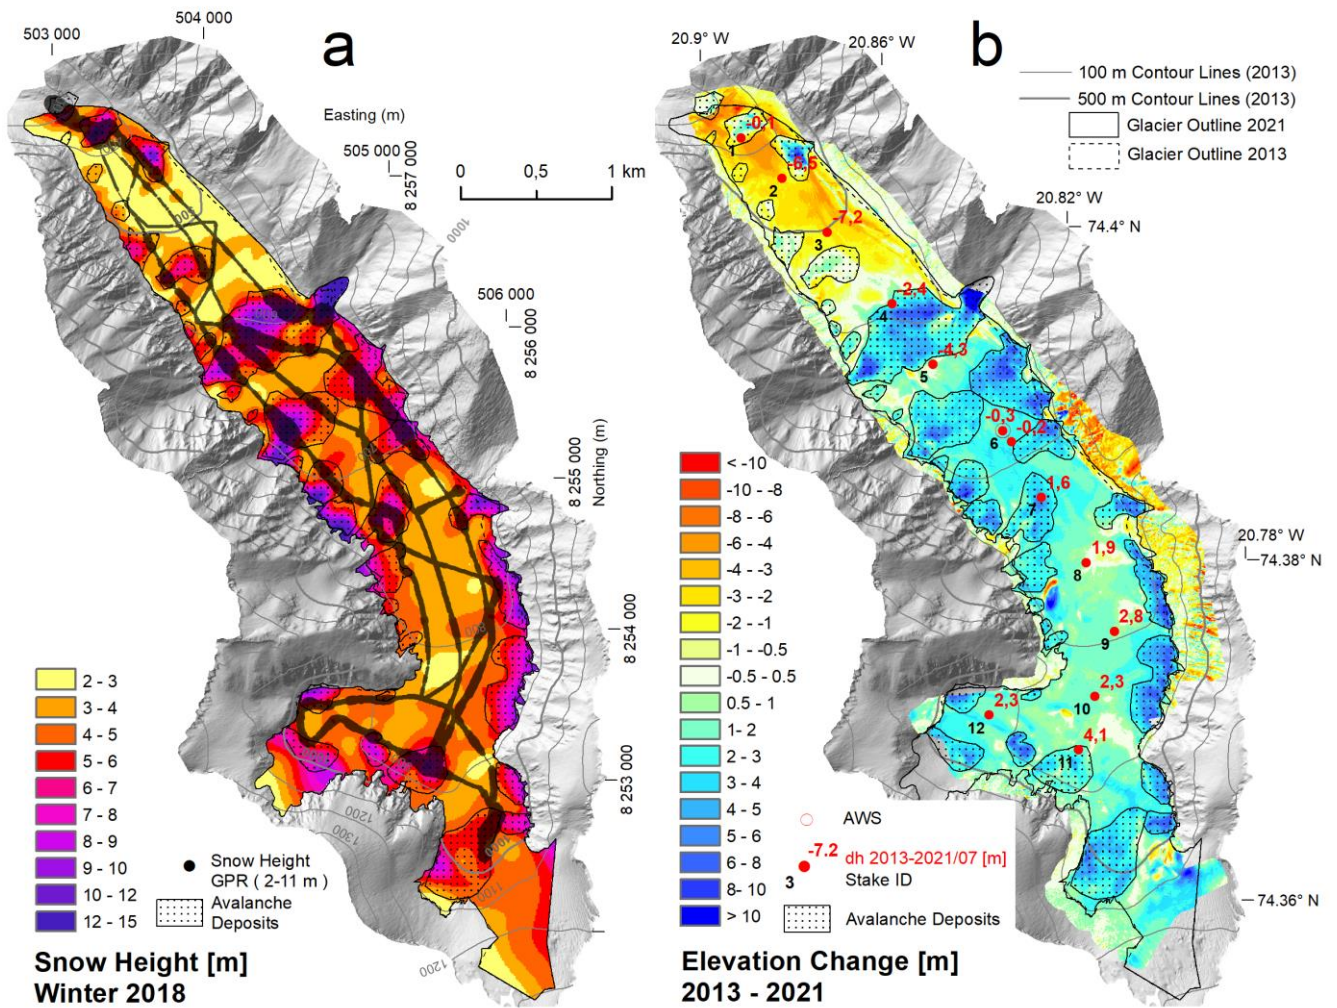 a
503 000
504 000
Easting (m)
505 000
8 257 000
0
0,5
1 km
1000
506 000
8 256 000
Northing (m)
8 255 000
8 254 000
8 253 000
500
800
1200
1300
1000
1100
1200
2 - 3
3 - 4
4 - 5
5 - 6
6 - 7
7 - 8
8 - 9
9 - 10
10 - 12
12 - 15
Snow Height
GPR ( 2-11 m )
Avalanche
Deposits
Snow Height [m]
Winter 2018
b
20.9° W
20.86° W
100 m Contour Lines (2013)
500 m Contour Lines (2013)
Glacier Outline 2021
Glacier Outline 2013
20.82° W
74.4° N
20.78° W
74.38° N
74.36° N
-0,1
1
-6,5
2
-7,2
3
-2,4
4
-4,3
5
-0,3
6
-0,2
1,6
7
1,9
8
2,8
9
2,3
10
2,3
12
4,1
11
< -10
-10 - -8
-8 - -6
-6 - -4
-4 - -3
-3 - -2
-2 - -1
-1 - -0.5
-0.5 - 0.5
0.5 - 1
1- 2
2 - 3
3 - 4
4 - 5
5 - 6
6 - 8
8- 10
> 10
AWS
-7.2
dh 2013-2021/07 [m]
3
Stake ID
Avalanche Deposits
Elevation Change [m]
2013 - 2021